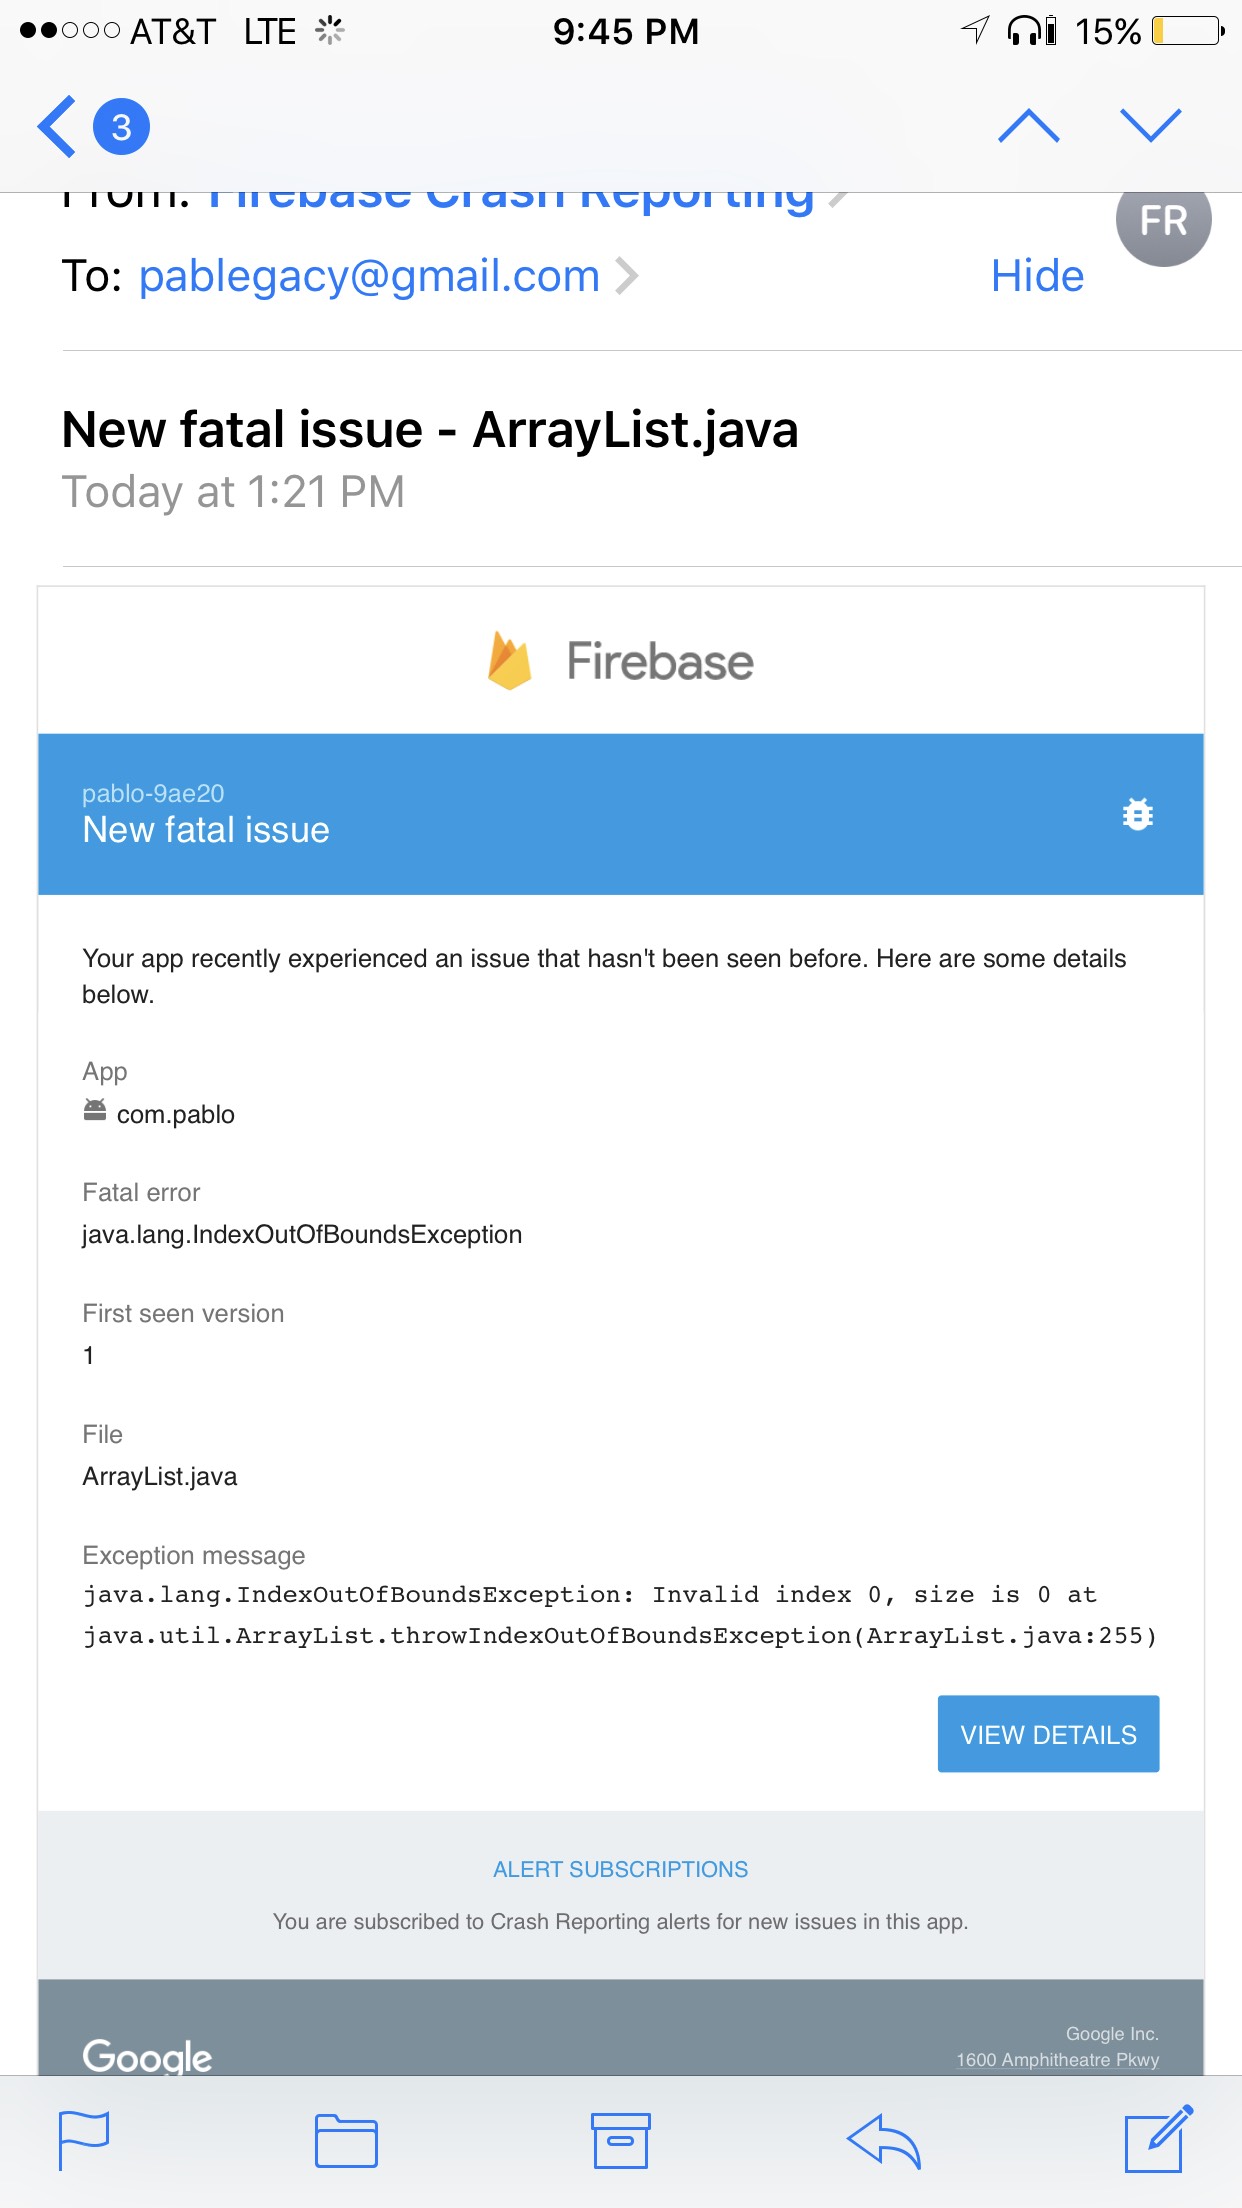 AT&T LTE 9:45 PM 15%
3
From: Firebase Crash Reporting
FR
To: pablegacy@gmail.com Hide
New fatal issue - ArrayList.java
Today at 1:21 PM
Firebase
pablo-9ae20
New fatal issue
Your app recently experienced an issue that hasn't been seen before. Here are some details
below.
App
com.pablo
Fatal error
java.lang.IndexOutOfBoundsException
First seen version
1
File
ArrayList.java
Exception message
java.lang.IndexOutOfBoundsException: Invalid index 0, size is 0 at
java.util.ArrayList.throwIndexOutOfBoundsException(ArrayList.java:255)
VIEW DETAILS
ALERT SUBSCRIPTIONS
You are subscribed to Crash Reporting alerts for new issues in this app.
Google Inc.
Google
1600 Amphitheatre Pkwy